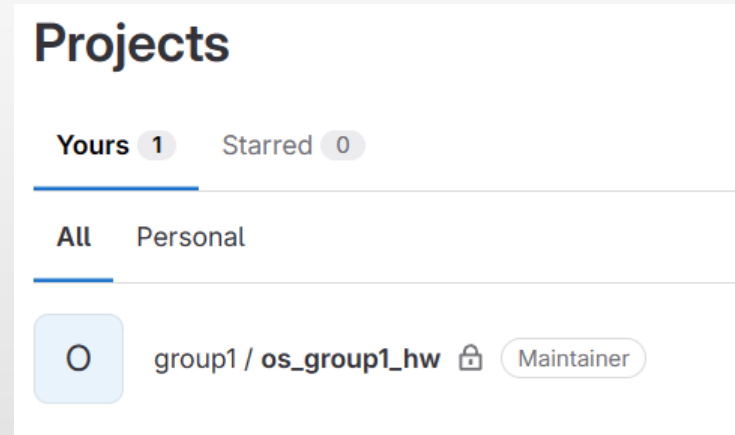 Projects
Yours 1 Starred 0
All Personal
O group1 / os_group1_hw Maintainer